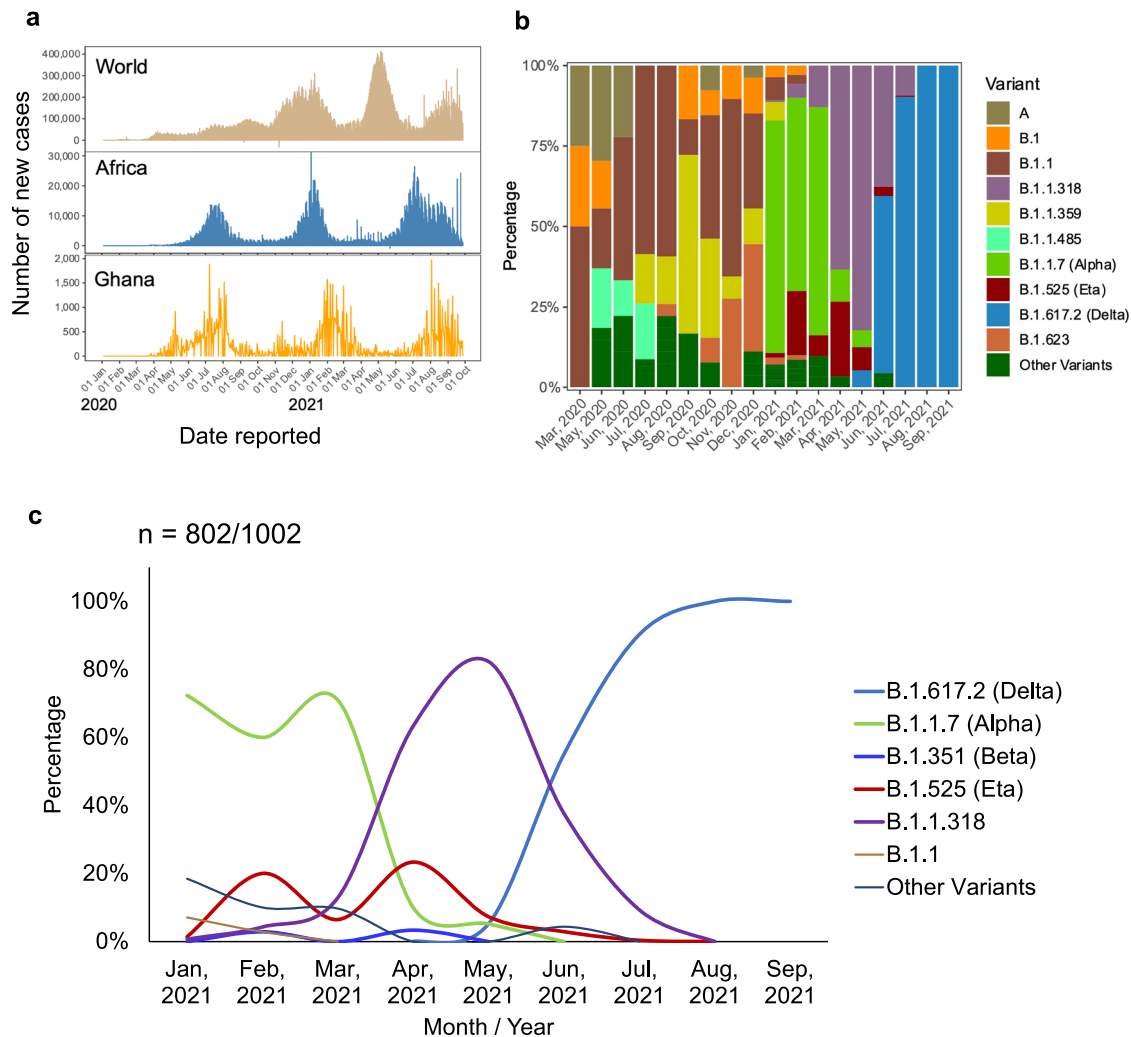 a
Number of new cases
World
400,000
300,000
200,000
100,000
0
Africa
30,000
20,000
10,000
0
Ghana
2,000
1,500
1,000
500
0
01 Jan
01 Feb
01 Mar
01 Apr
01 May
01 Jun
01 Jul
01 Aug
01 Sep
01 Oct
01 Nov
01 Dec
01 Jan
01 Feb
01 Mar
01 Apr
01 May
01 Jun
01 Jul
01 Aug
01 Sep
01 Oct
2020
2021
Date reported
b
Percentage
100%
75%
50%
25%
0%
Mar, 2020
May, 2020
Jun, 2020
Jul, 2020
Aug, 2020
Sep, 2020
Oct, 2020
Nov, 2020
Dec, 2020
Jan, 2021
Feb, 2021
Mar, 2021
Apr, 2021
May, 2021
Jun, 2021
Jul, 2021
Aug, 2021
Sep, 2021
Variant
A
B.1
B.1.1
B.1.1.318
B.1.1.359
B.1.1.485
B.1.1.7 (Alpha)
B.1.525 (Eta)
B.1.617.2 (Delta)
B.1.623
Other Variants
c
n = 802/1002
Percentage
100%
80%
60%
40%
20%
0%
Jan, 2021
Feb, 2021
Mar, 2021
Apr, 2021
May, 2021
Jun, 2021
Jul, 2021
Aug, 2021
Sep, 2021
Month / Year
B.1.617.2 (Delta)
B.1.1.7 (Alpha)
B.1.351 (Beta)
B.1.525 (Eta)
B.1.1.318
B.1.1
Other Variants